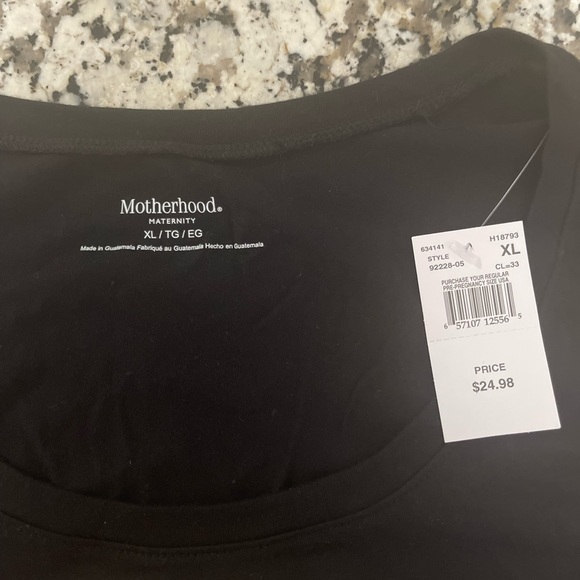 Motherhood®
MATERNITY
XL / TG / EG
Made in Guatemala Fabriqué au Guatemala Hecho en Guatemala
634141
H18793
STYLE
XL
92228-05
CL=33
PURCHASE YOUR REGULAR
PRE-PREGNANCY SIZE USA
6 57107 12556 5
PRICE
$24.98